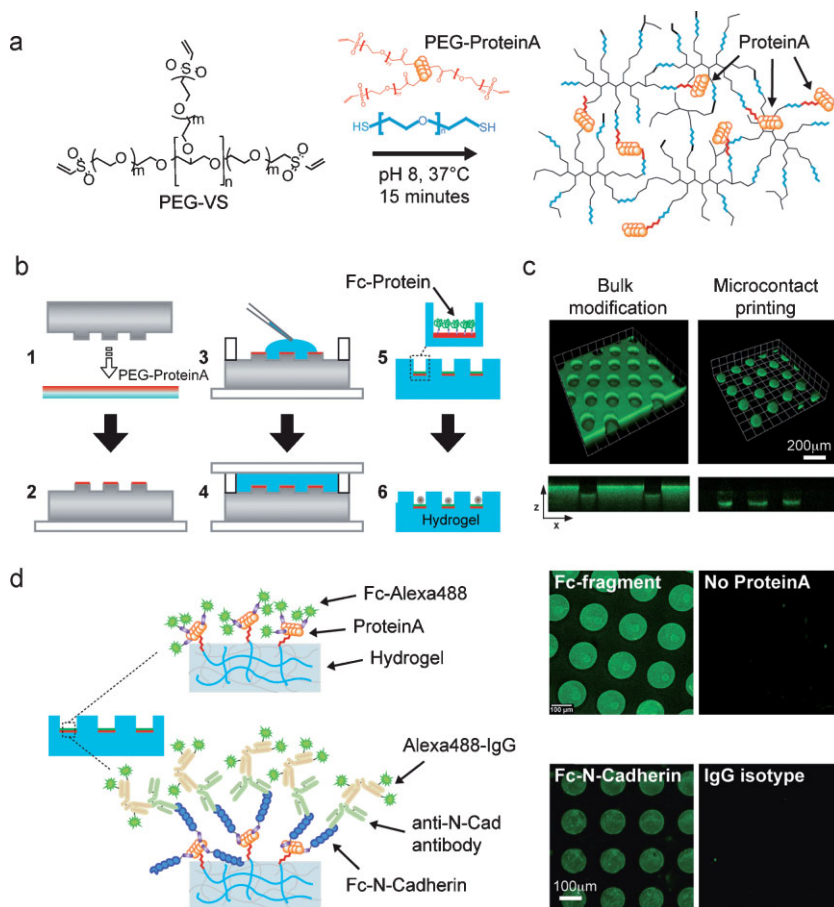 a
PEG-ProteinA
ProteinA
O
S
O
O
m
O
S
O
m
O
O
n
O
m
O
S
O
PEG-VS
HS
O
n
SH
pH 8, 37°C
15 minutes
b
Fc-Protein
1
PEG-ProteinA
3
5
2
4
6
Hydrogel
c
Bulk
modification
Microcontact
printing
200µm
z
x
d
Fc-Alexa488
ProteinA
Hydrogel
Alexa488-IgG
anti-N-Cad
antibody
Fc-N-Cadherin
Fc-fragment
No ProteinA
100 µm
Fc-N-Cadherin
IgG isotype
100µm